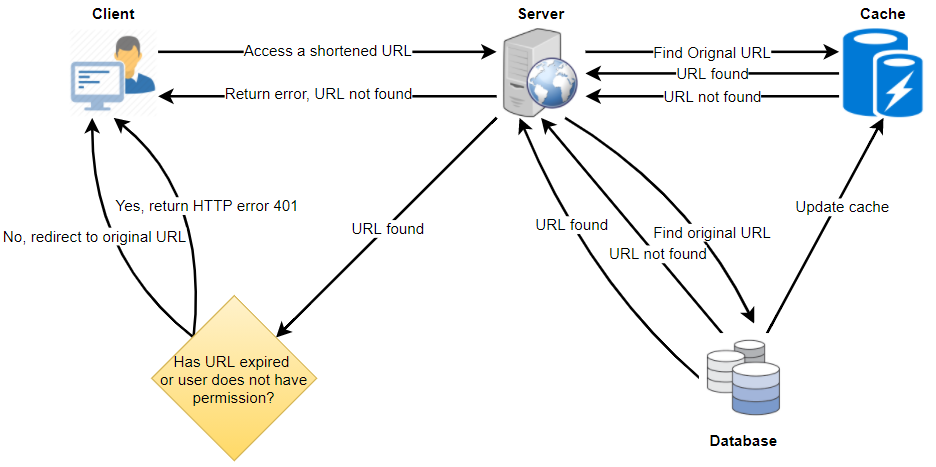 Client
Server
Cache
Access a shortened URL
Find Orignal URL
URL found
Return error, URL not found
URL not found
Yes, return HTTP error 401
Update cache
URL found
URL found
No, redirect to original URL
Find original URL
URL not found
Has URL expired
or user does not have
permission?
Database